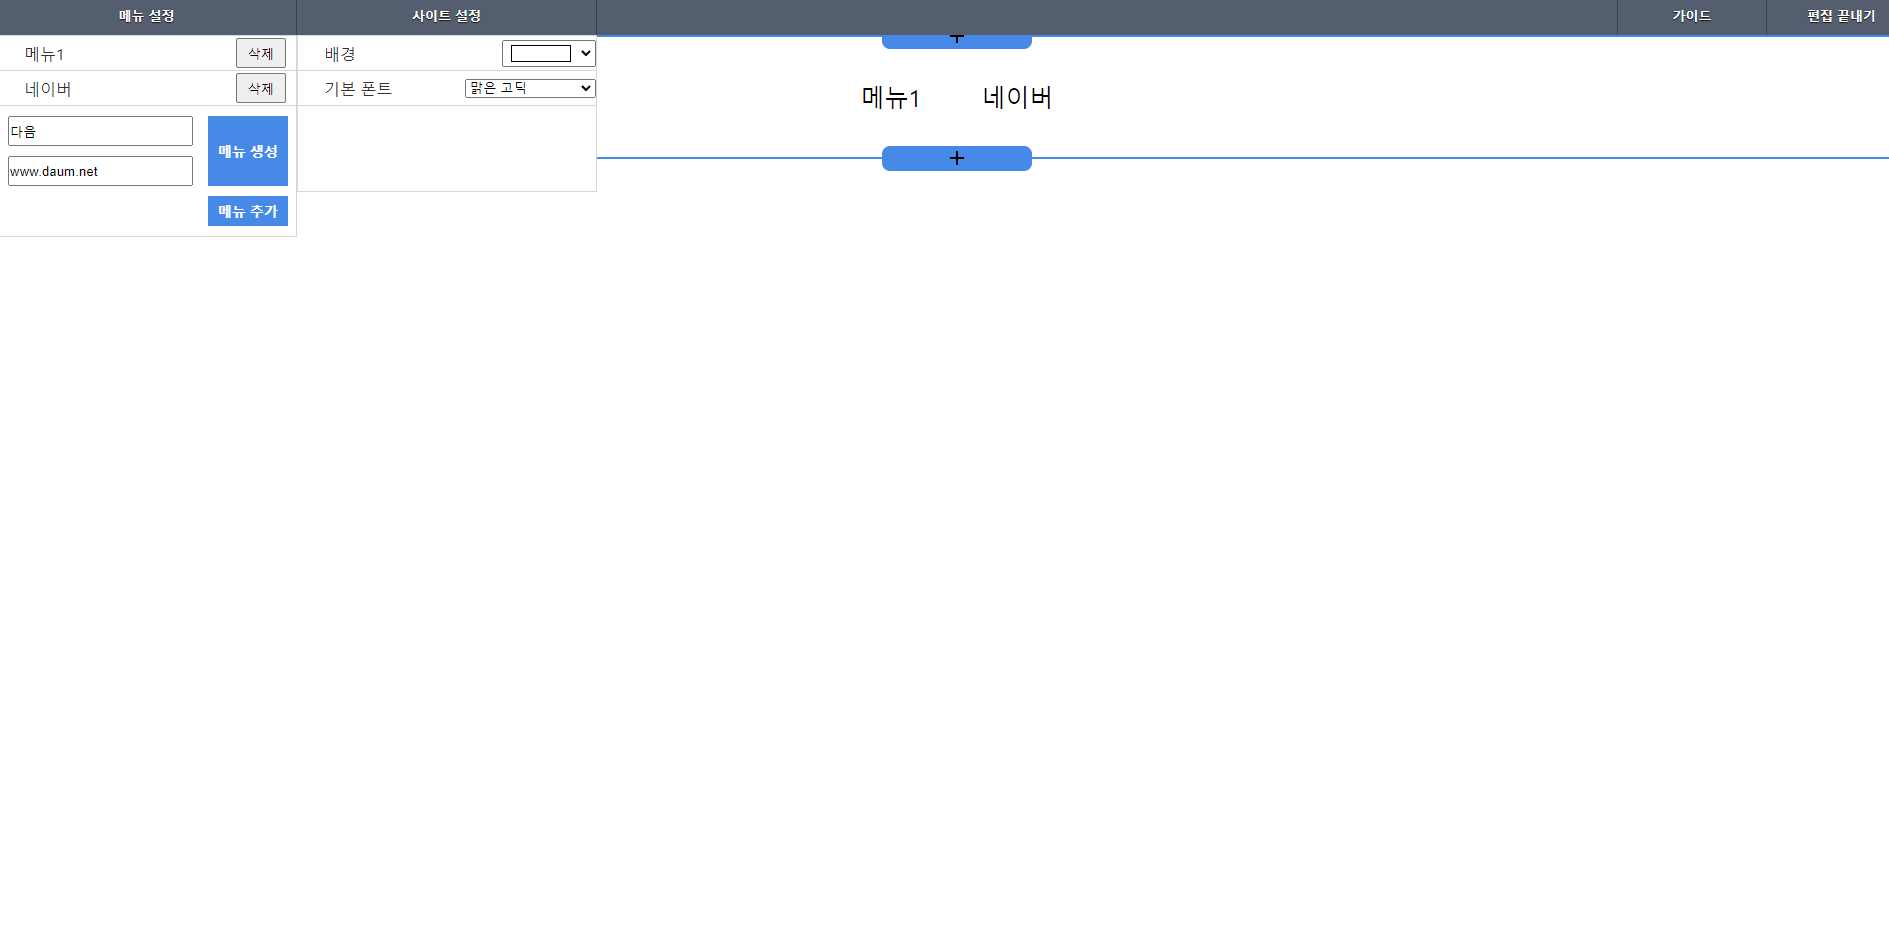 메뉴 설정
사이트 설정
가이드
편집 끝내기
메뉴1
삭제
네이버
삭제
다음
www.daum.net
메뉴 생성
메뉴 추가
배경
기본 폰트
맑은 고딕
+
메뉴1
네이버
+